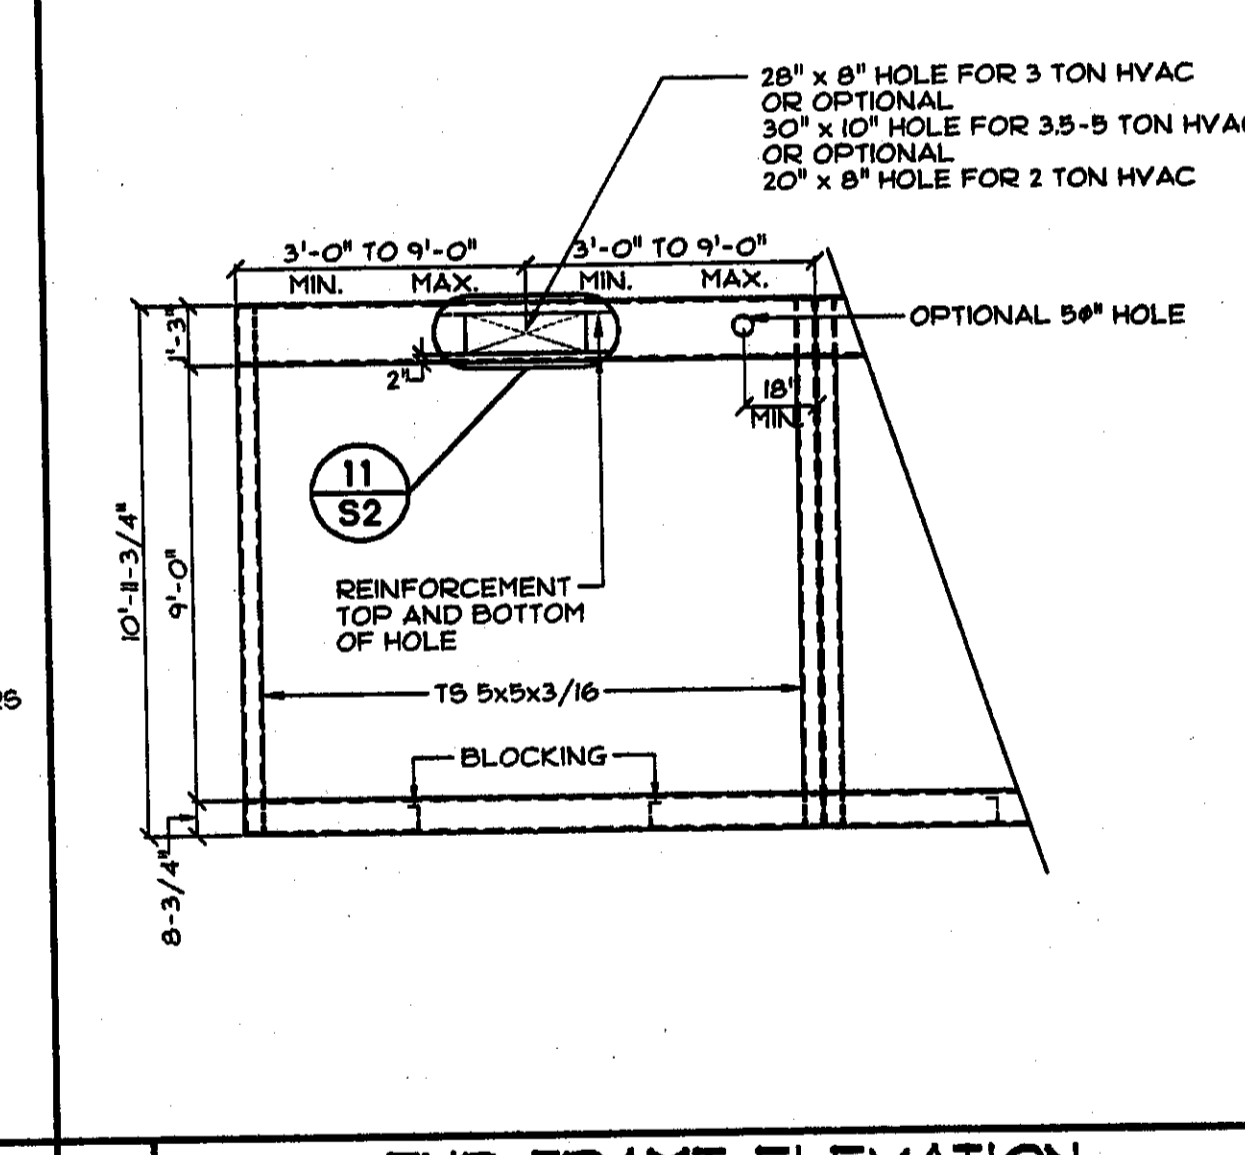 28" x 8" HOLE FOR 3 TON HVAC
OR OPTIONAL
30" x 10" HOLE FOR 3.5-5 TON HVAC
OR OPTIONAL
20" x 8" HOLE FOR 2 TON HVAC
3'-0" TO 9'-0"
MIN. MAX.
3'-0" TO 9'-0"
MIN. MAX.
OPTIONAL 5ø" HOLE
1'-3"
2"
18"
MIN.
11
S2
10'-11-3/4"
9'-0"
REINFORCEMENT
TOP AND BOTTOM
OF HOLE
TS 5x5x3/16
BLOCKING
8-3/4"
FRAME ELEVATION